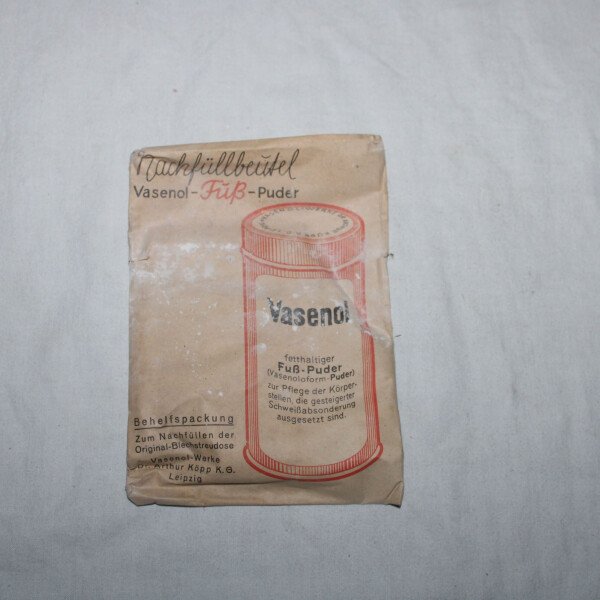 Nachfüllbeutel
Vasenol-Fuß-Puder
Vasenol
fetthaltiger
Fuß-Puder
(Vasenoloform-Puder)
zur Pflege der Körper-
stellen, die gesteigerter
Schweißabsonderung
ausgesetzt sind.
Behelfspackung
Zum Nachfüllen der
Original-Blechstreudose
Vasenol-Werke
Dr. Arthur Köpp K.G.
Leipzig